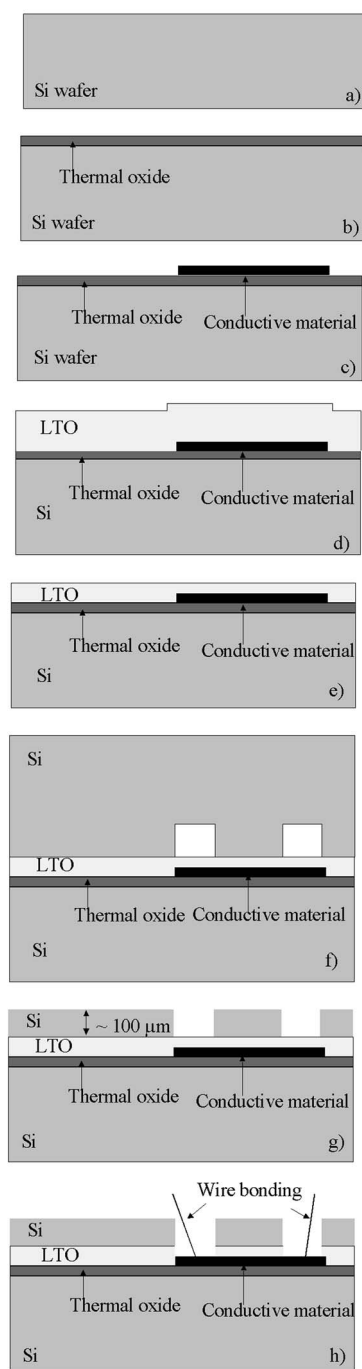 Si wafer
a)
Thermal oxide
Si wafer
b)
Thermal oxide
Conductive material
Si wafer
c)
LTO
Thermal oxide
Conductive material
Si
d)
LTO
Thermal oxide
Conductive material
Si
e)
Si
LTO
Thermal oxide
Conductive material
Si
f)
Si
~ 100 μm
LTO
Thermal oxide
Conductive material
Si
g)
Wire bonding
Si
LTO
Thermal oxide
Conductive material
Si
h)